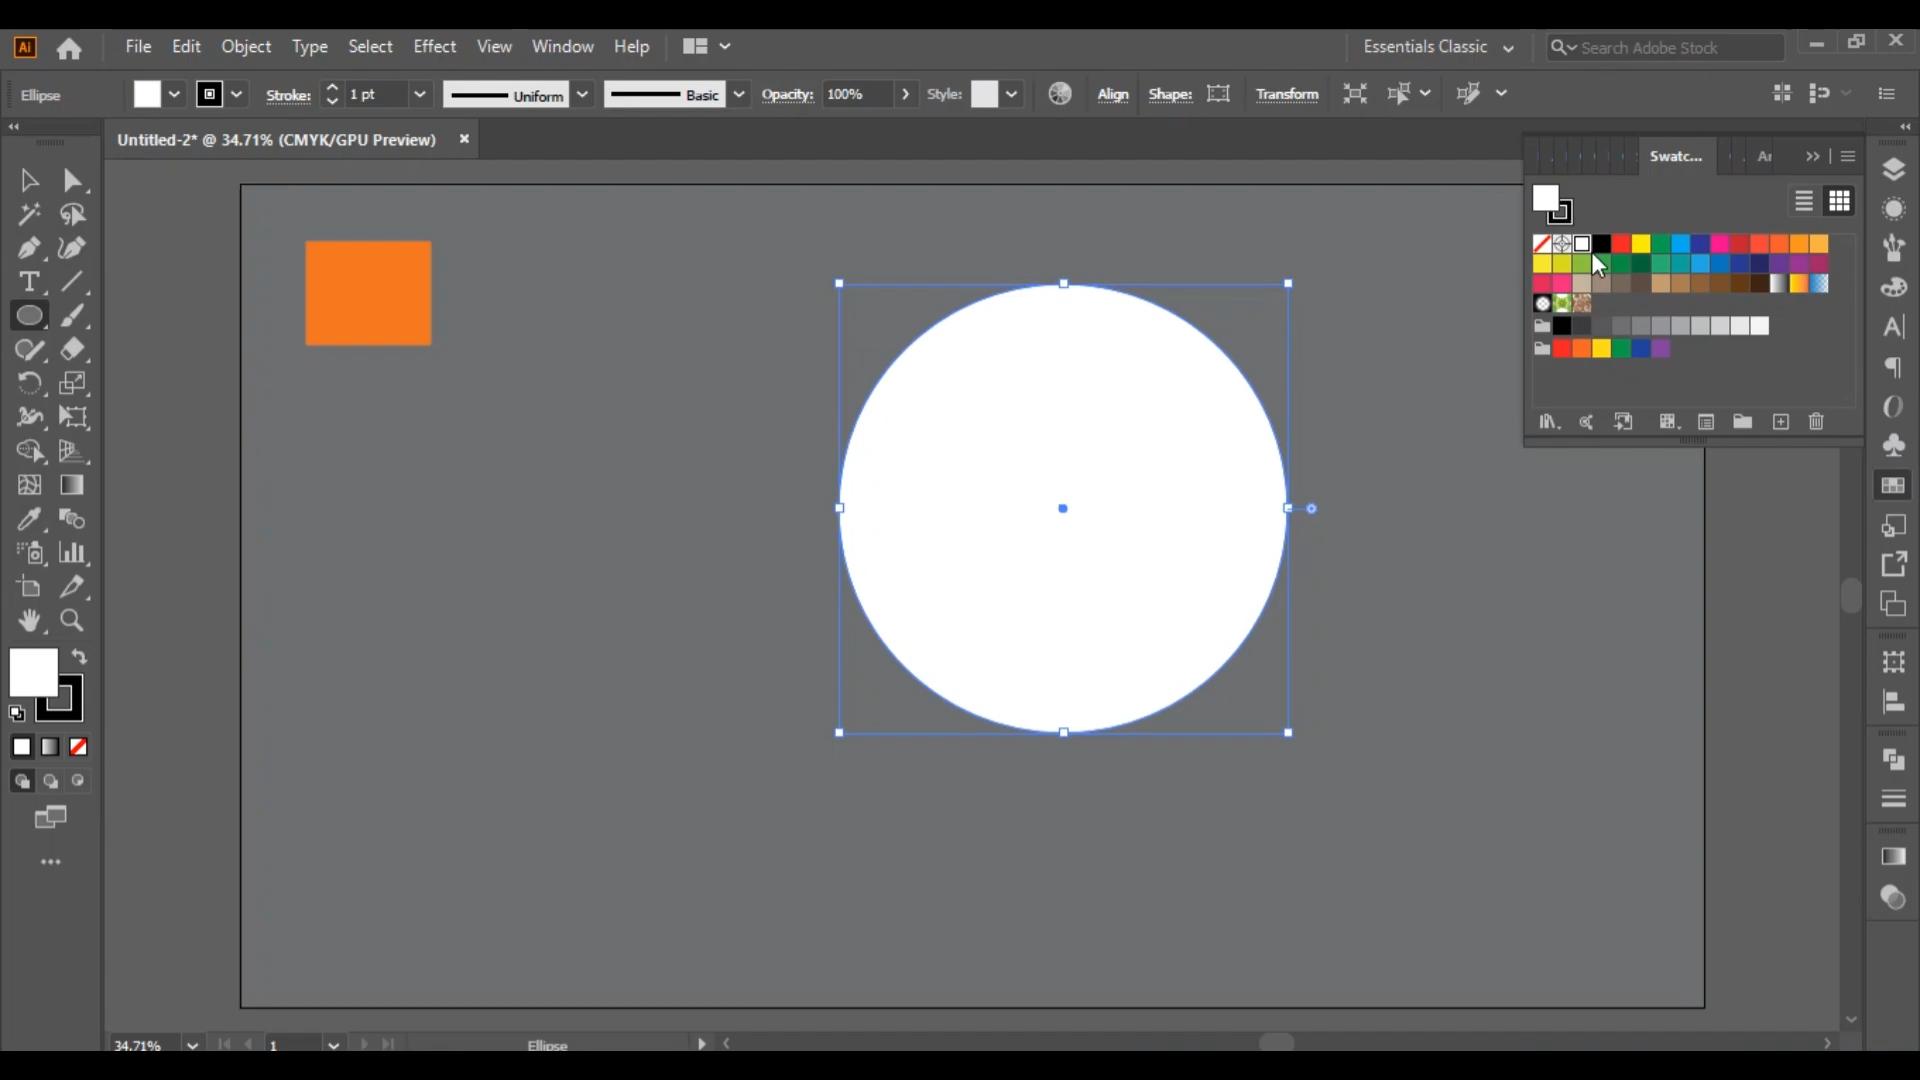 Ai
File Edit Object Type Select Effect View Window Help
Essentials Classic
Search Adobe Stock
Ellipse
Stroke: 1 pt
Uniform
Basic
Opacity: 100%
Style:
Align
Shape:
Transform
Untitled-2* @ 34.71% (CMYK/GPU Preview)
Swatc...
34.71%
1
Ellipse